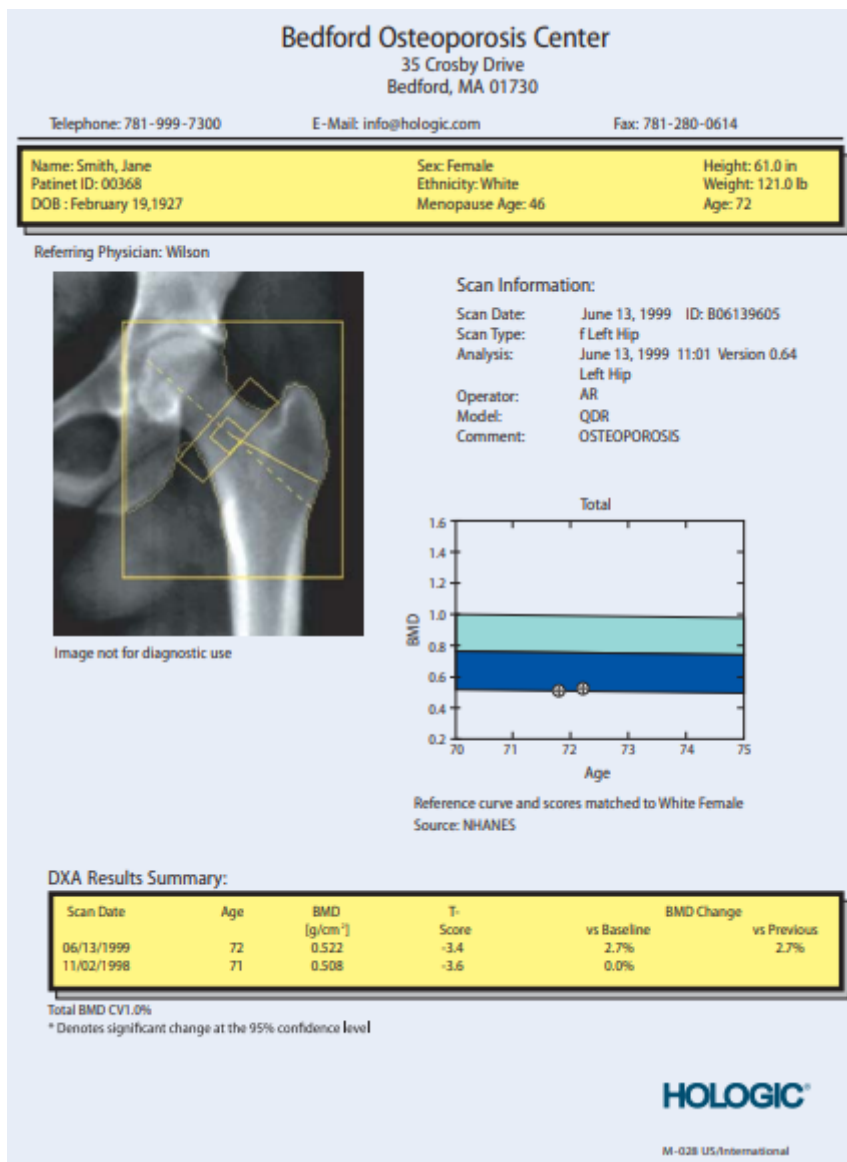 Bedford Osteoporosis Center
35 Crosby Drive
Bedford, MA 01730
Telephone: 781-999-7300 E-Mail: info@hologic.com Fax: 781-280-0614
Name: Smith, Jane Sex: Female Height: 61.0 in
Patinet ID: 00368 Ethnicity: White Weight: 121.0 lb
DOB : February 19,1927 Menopause Age: 46 Age: 72
Referring Physician: Wilson
Scan Information:
Scan Date: June 13, 1999 ID: B06139605
Scan Type: f Left Hip
Analysis: June 13, 1999 11:01 Version 0.64
Left Hip
Operator: AR
Model: QDR
Comment: OSTEOPOROSIS
Image not for diagnostic use
Total
1.6
1.4
1.2
1.0
0.8
0.6
0.4
0.2
BMD
70 71 72 73 74 75
Age
Reference curve and scores matched to White Female
Source: NHANES
DXA Results Summary:
Scan Date Age BMD T- BMD Change
[g/cm²] Score vs Baseline vs Previous
06/13/1999 72 0.522 -3.4 2.7% 2.7%
11/02/1998 71 0.508 -3.6 0.0%
Total BMD CV1.0%
* Denotes significant change at the 95% confidence level
HOLOGIC®
M-028 US/International